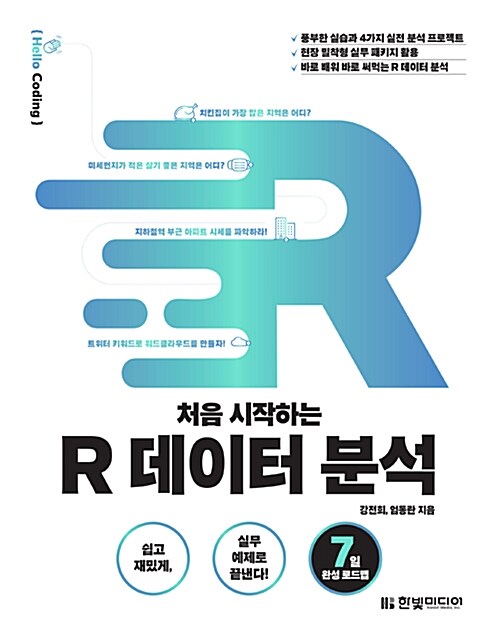 ( Hello Coding )
풍부한 실습과 4가지 실전 분석 프로젝트
현장 밀착형 실무 패키지 활용
바로 배워 바로 써먹는 R 데이터 분석
치킨집이 가장 많은 지역은 어디?
미세먼지가 적은 살기 좋은 지역은 어디?
지하철역 부근 아파트 시세를 파악하라!
트위터 키워드로 워드클라우드를 만들자!
R
처음 시작하는
R 데이터 분석
강전희, 엄동란 지음
쉽고
재밌게,
실무
예제로
끝낸다!
7일
완성 로드맵
한빛미디어
Hanbit Media, Inc.